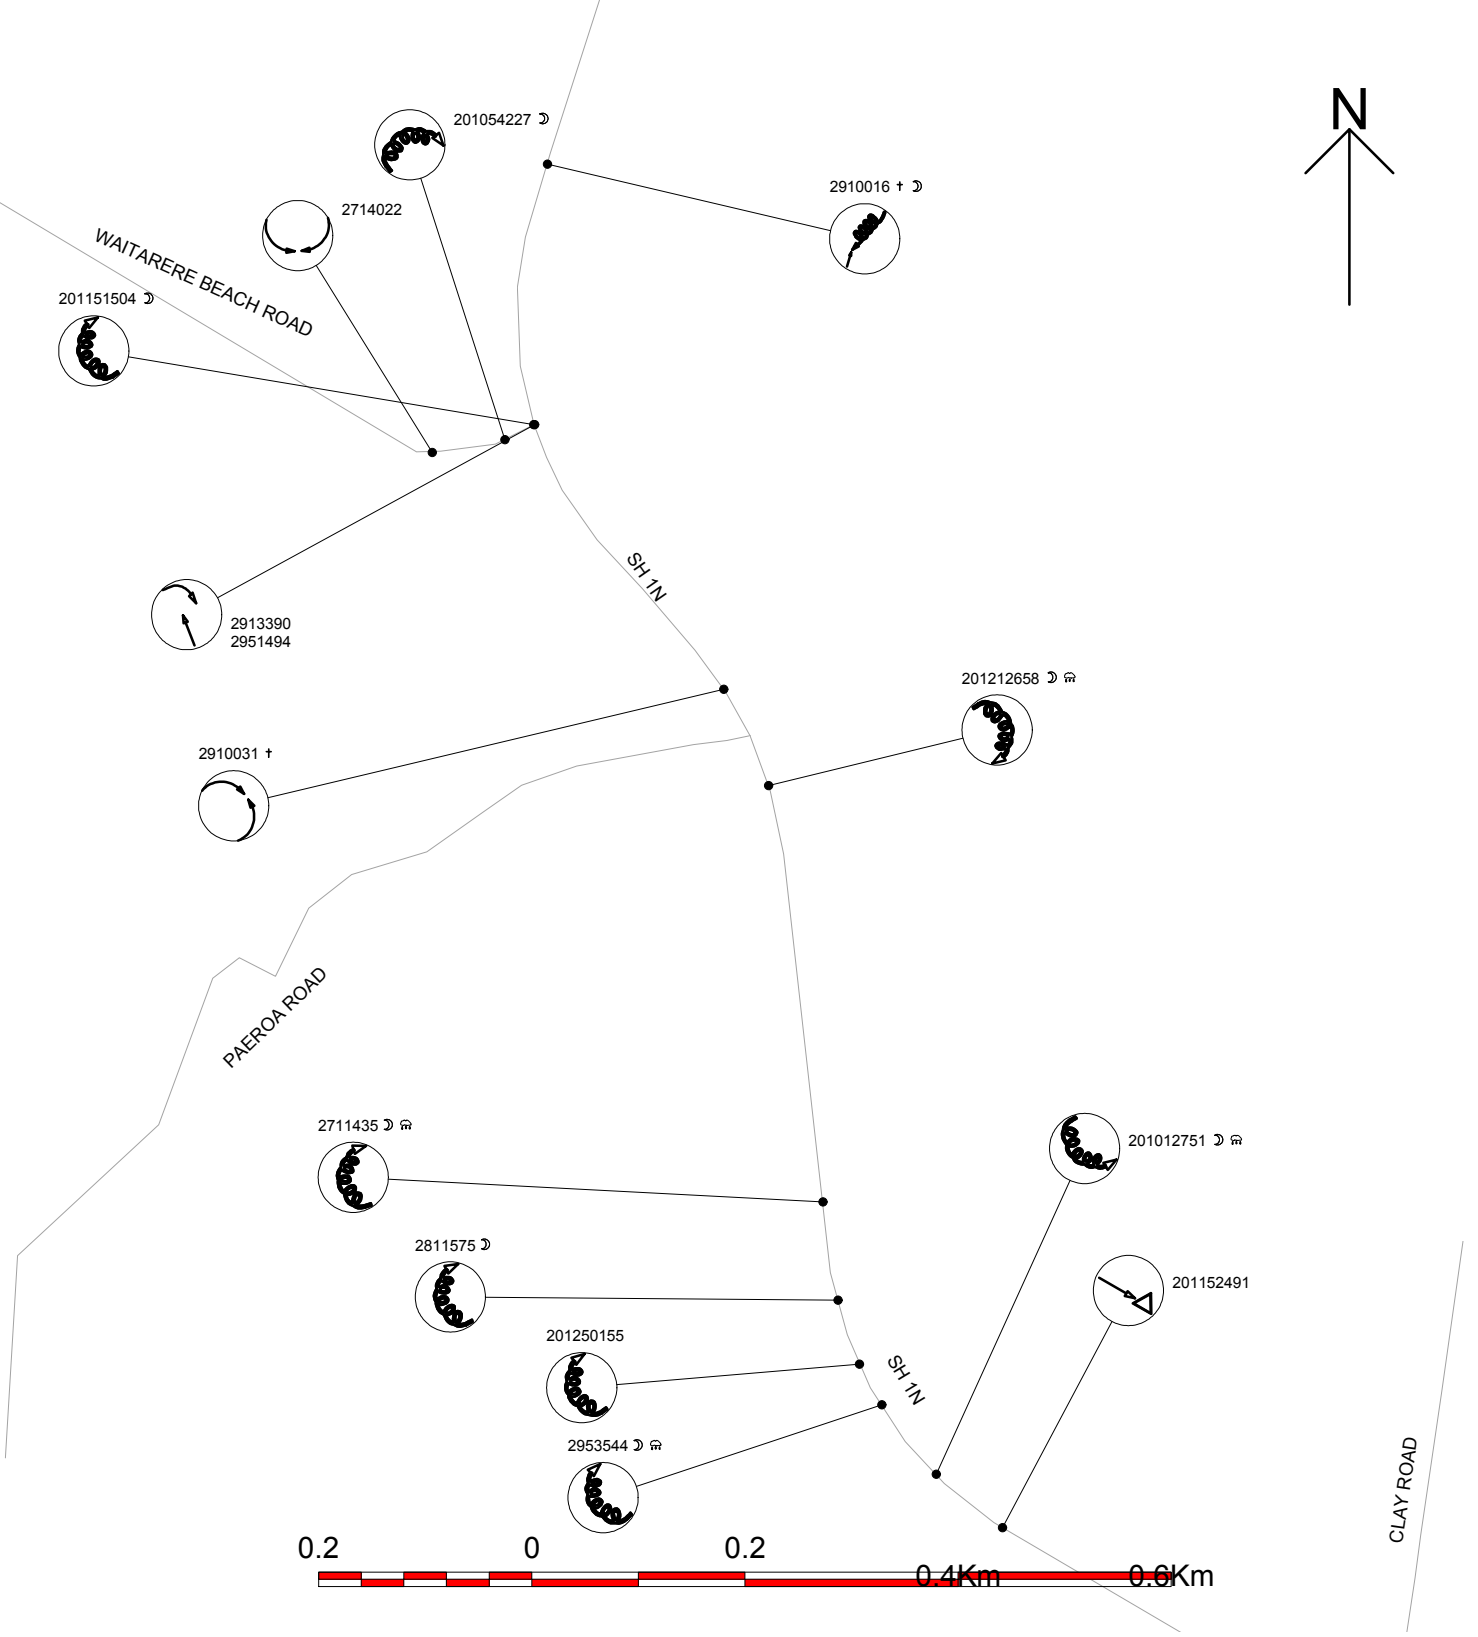 N
201054227 ☽
2910016 ✝ ☽
2714022
WAITARERE BEACH ROAD
201151504 ☽
SH 1N
2913390
2951494
201212658 ☽
2910031 ✝
PAEROA ROAD
2711435 ☽
201012751 ☽
2811575 ☽
201152491
201250155
SH 1N
2953544 ☽
CLAY ROAD
0.2 0 0.2 0.4Km 0.6Km